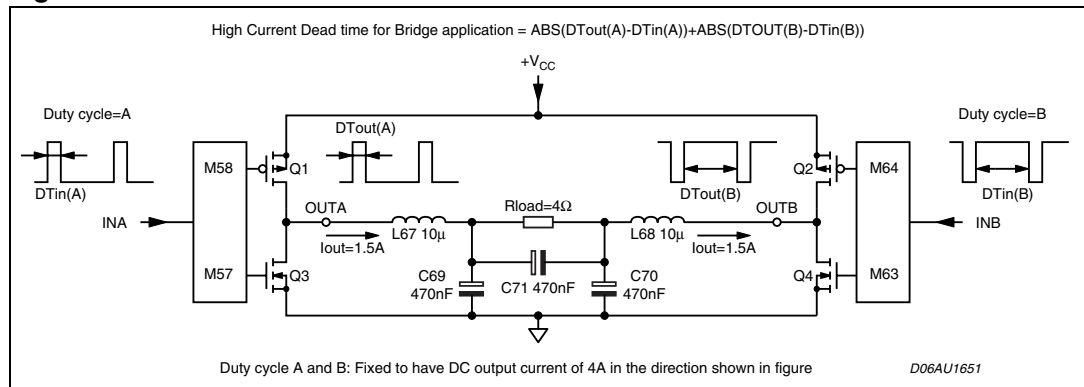 High Current Dead time for Bridge application = ABS(DTout(A)-DTin(A))+ABS(DTOUT(B)-DTin(B))
+VCC
Duty cycle=A
DTout(A)
Duty cycle=B
M58
Q1
Q2
M64
DTin(A)
DTout(B)
DTin(B)
INA
OUTA
Rload=4Ω
OUTB
INB
L67 10µ
L68 10µ
Iout=1.5A
Iout=1.5A
M57
Q3
C69
470nF
C71 470nF
C70
470nF
Q4
M63
Duty cycle A and B: Fixed to have DC output current of 4A in the direction shown in figure
D06AU1651